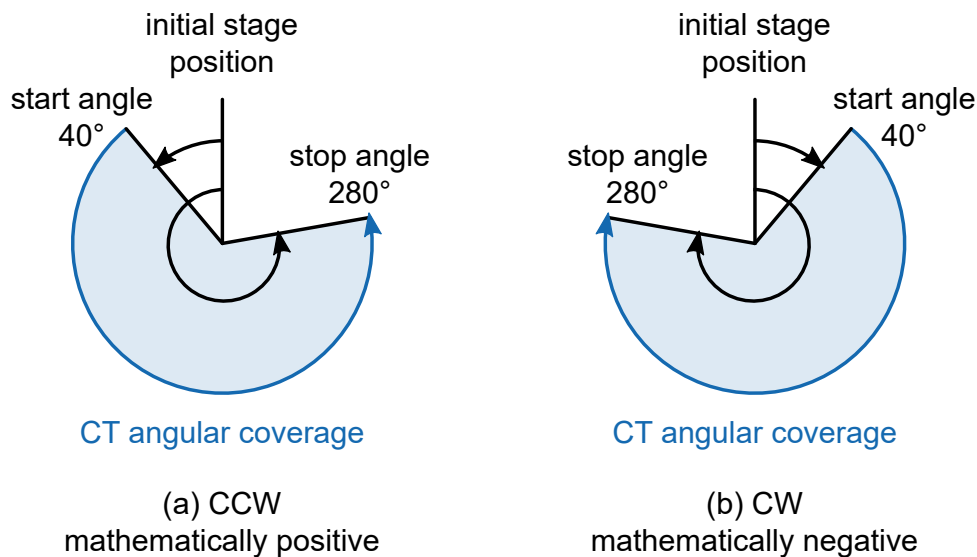 initial stage
position
start angle
40°
stop angle
280°
CT angular coverage
(a) CCW
mathematically positive
initial stage
position
start angle
40°
stop angle
280°
CT angular coverage
(b) CW
mathematically negative